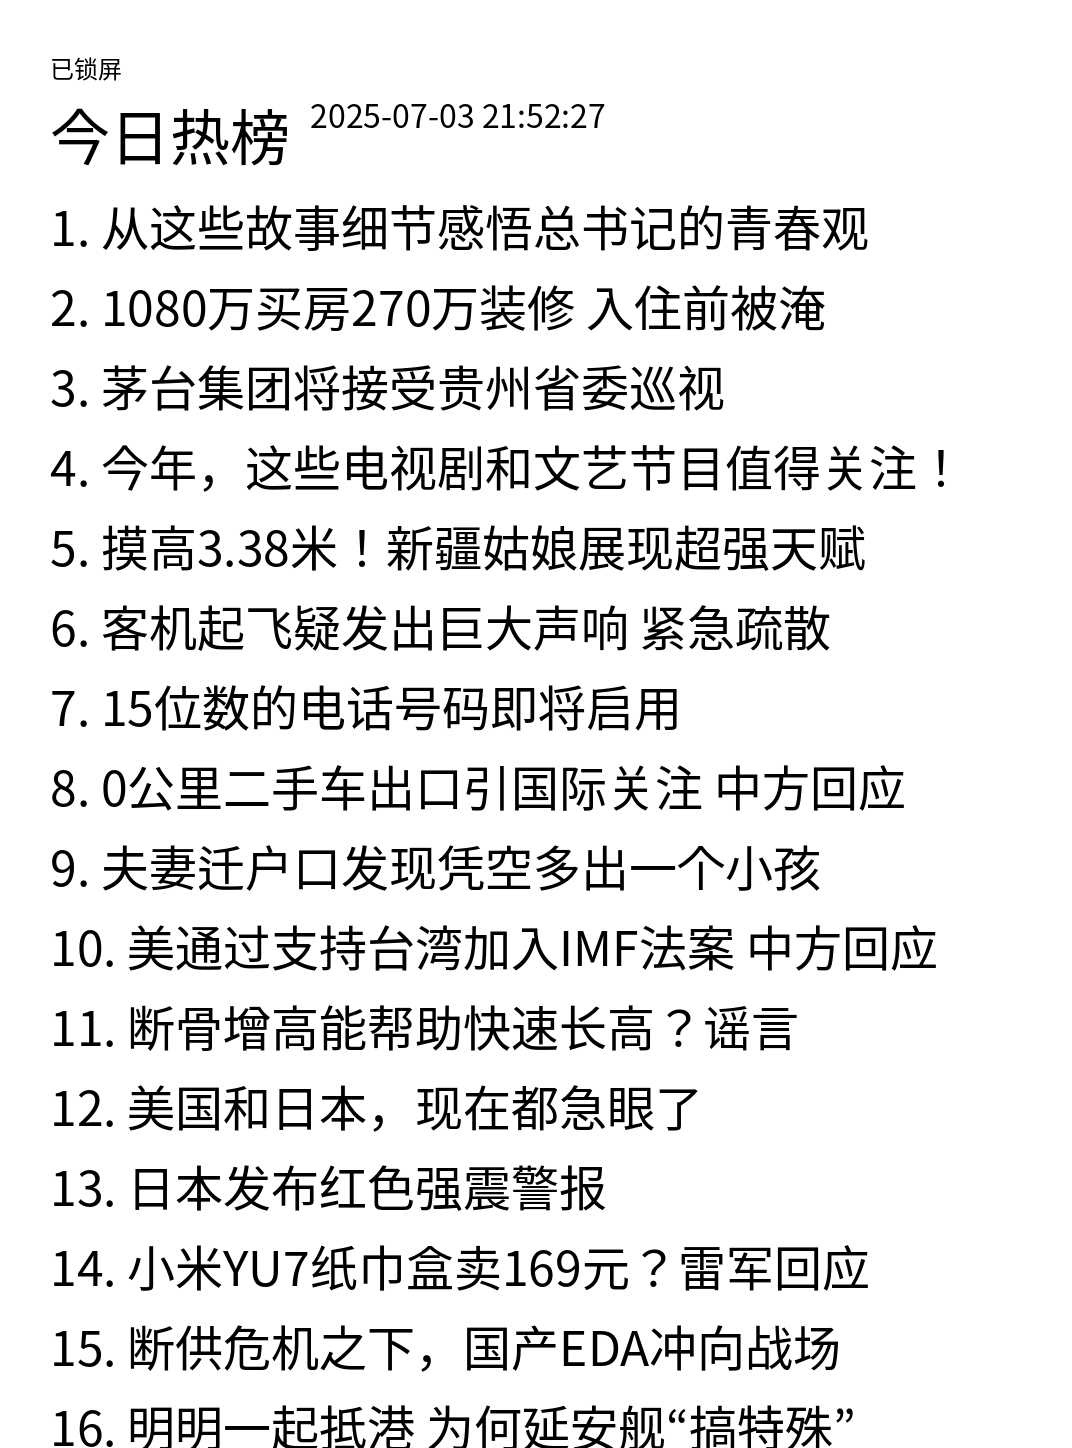 已锁屏
今日热榜 2025-07-03 21:52:27
1. 从这些故事细节感悟总书记的青春观
2. 1080万买房270万装修 入住前被淹
3. 茅台集团将接受贵州省委巡视
4. 今年，这些电视剧和文艺节目值得关注！
5. 摸高3.38米！新疆姑娘展现超强天赋
6. 客机起飞疑发出巨大声响 紧急疏散
7. 15位数的电话号码即将启用
8. 0公里二手车出口引国际关注 中方回应
9. 夫妻迁户口发现凭空多出一个小孩
10. 美通过支持台湾加入IMF法案 中方回应
11. 断骨增高能帮助快速长高？谣言
12. 美国和日本，现在都急眼了
13. 日本发布红色强震警报
14. 小米YU7纸巾盒卖169元？雷军回应
15. 断供危机之下，国产EDA冲向战场
16. 明明一起抵港 为何延安舰“搞特殊”